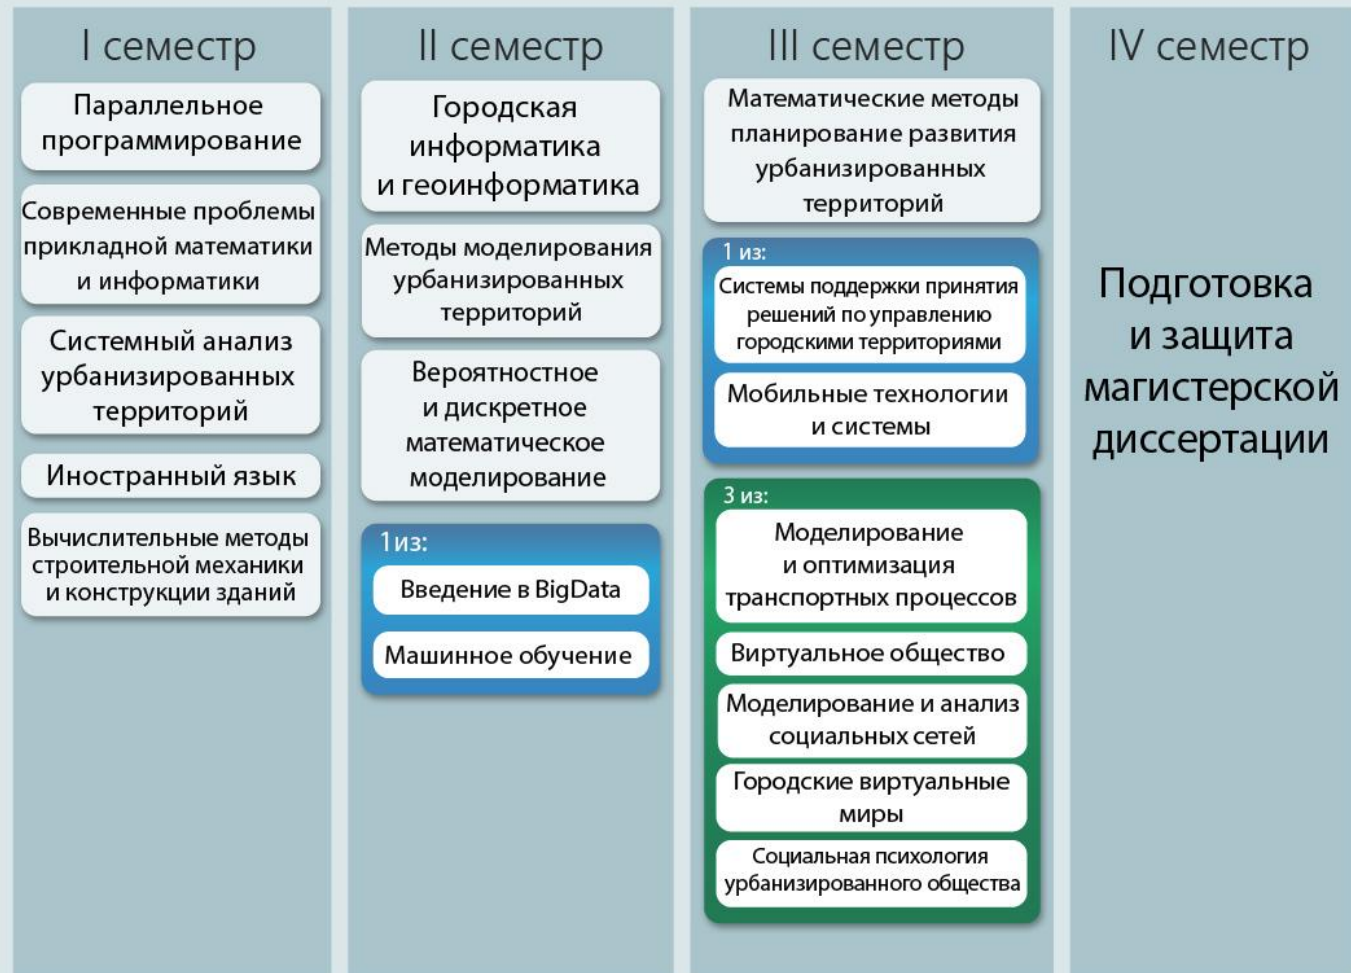 I семестр
Параллельное
программирование
Современные проблемы
прикладной математики
и информатики
Системный анализ
урбанизированных
территорий
Иностранный язык
Вычислительные методы
строительной механики
и конструкции зданий
II семестр
Городская
информатика
и геоинформатика
Методы моделирования
урбанизированных
территорий
Вероятностное
и дискретное
математическое
моделирование
1из:
Введение в BigData
Машинное обучение
III семестр
Математические методы
планирование развития
урбанизированных
территорий
1 из:
Системы поддержки принятия
решений по управлению
городскими территориями
Мобильные технологии
и системы
3 из:
Моделирование
и оптимизация
транспортных процессов
Виртуальное общество
Моделирование и анализ
социальных сетей
Городские виртуальные
миры
Социальная психология
урбанизированного общества
IV семестр
Подготовка
и защита
магистерской
диссертации